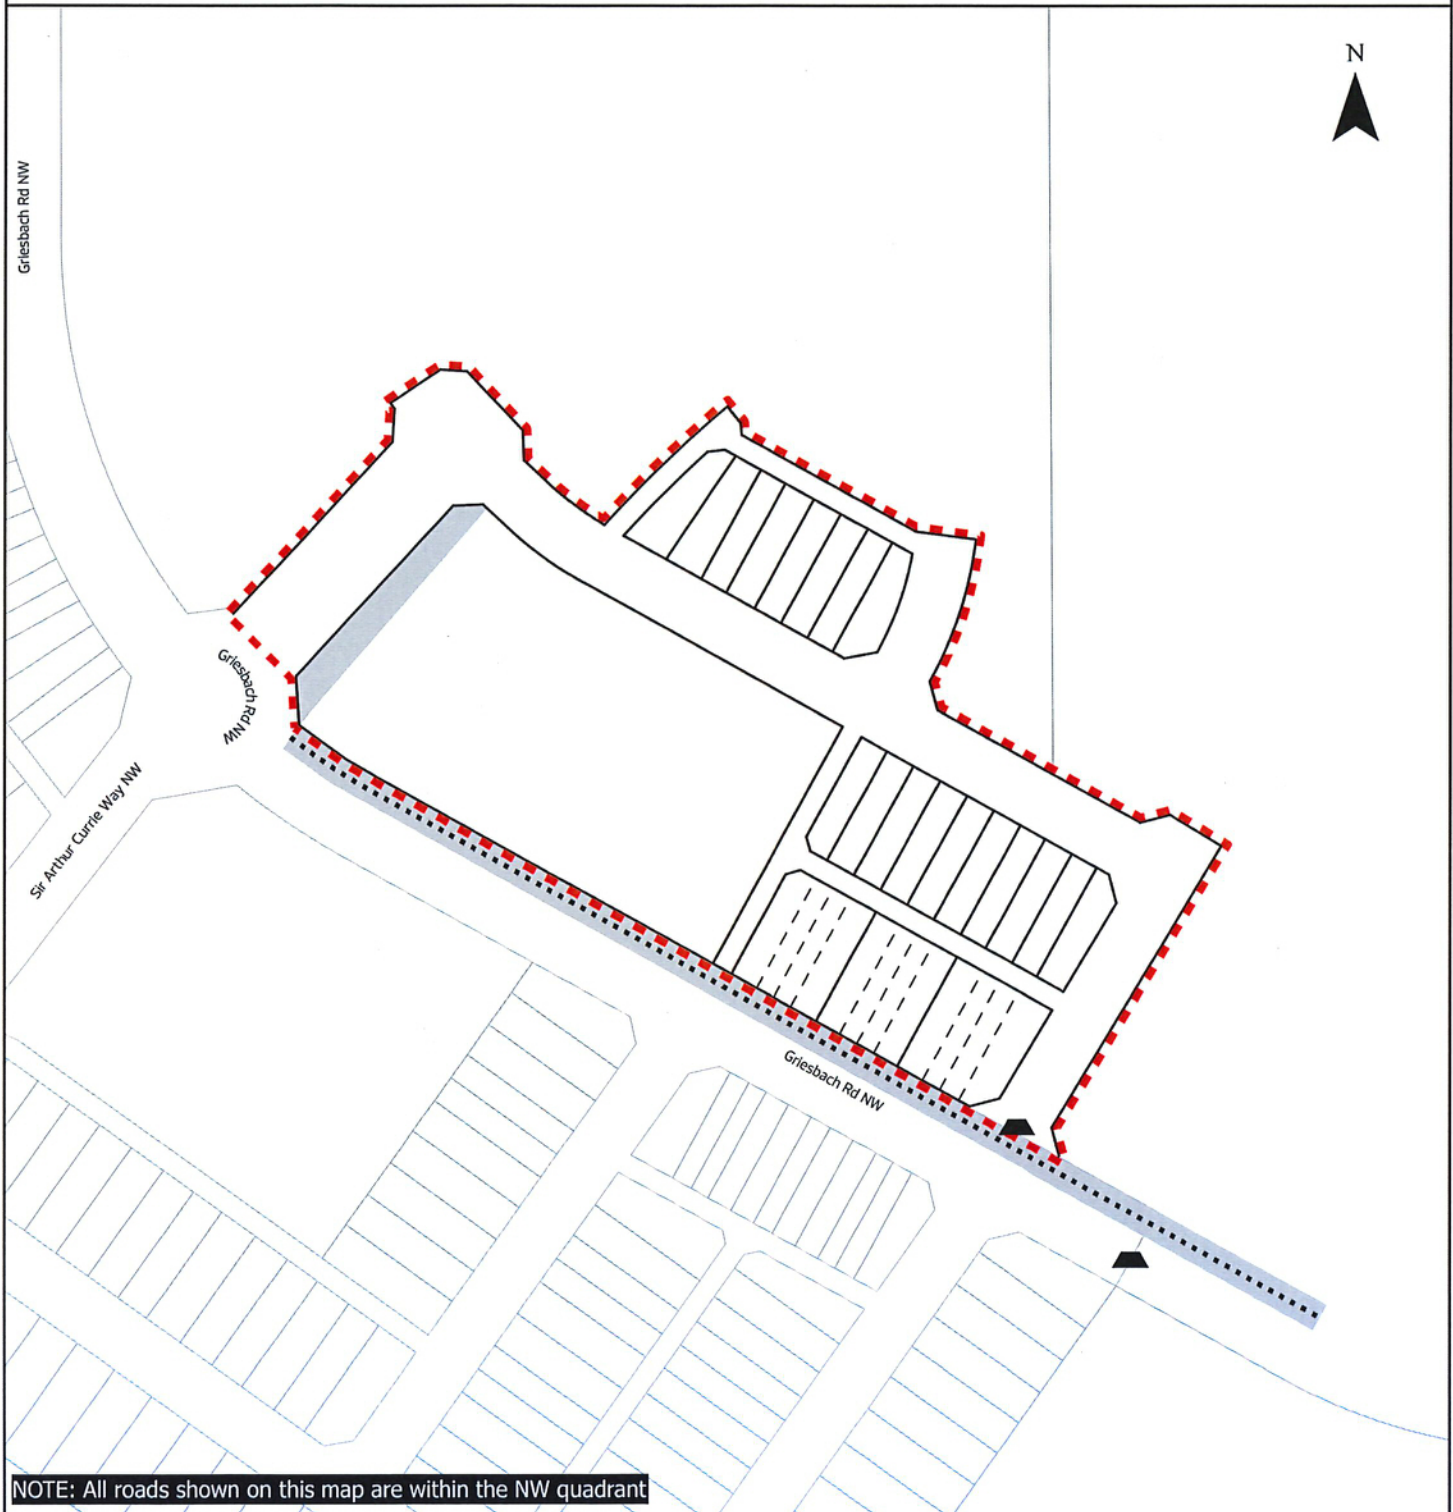 N
Griesbach Rd NW
Griesbach Rd NW
Sir Arthur Currie Way NW
Griesbach Rd NW
NOTE: All roads shown on this map are within the NW quadrant